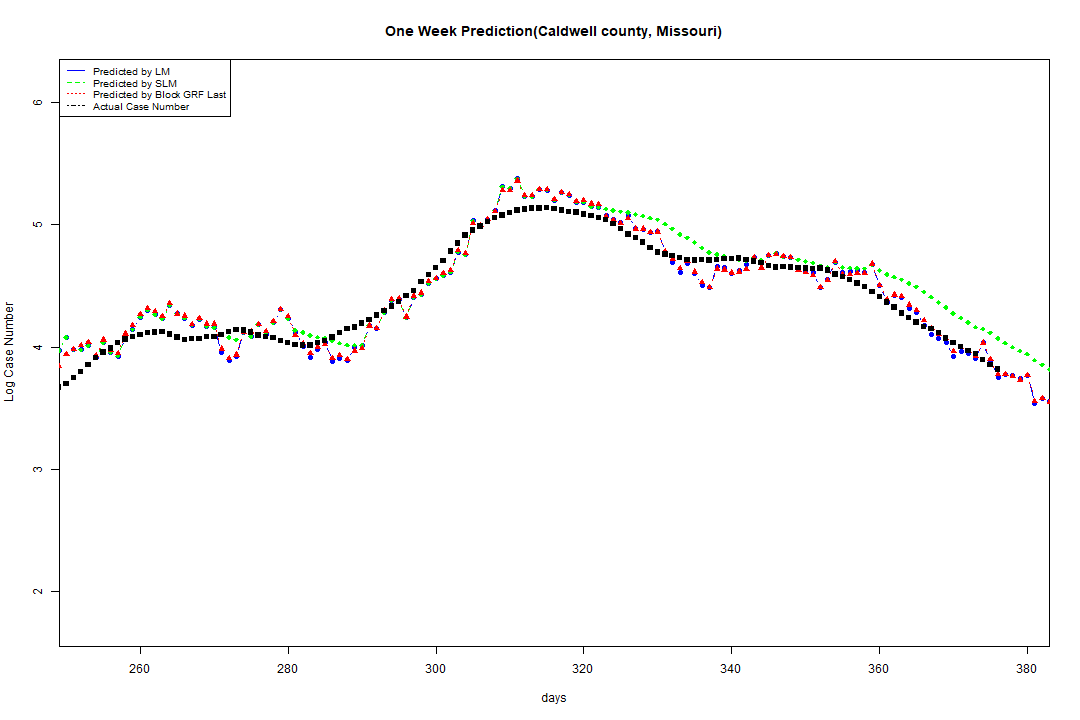 One Week Prediction(Caldwell county, Missouri)
Predicted by LM
Predicted by SLM
Predicted by Block GRF Last
Actual Case Number
6
5
4
3
2
Log Case Number
260 280 300 320 340 360 380
days